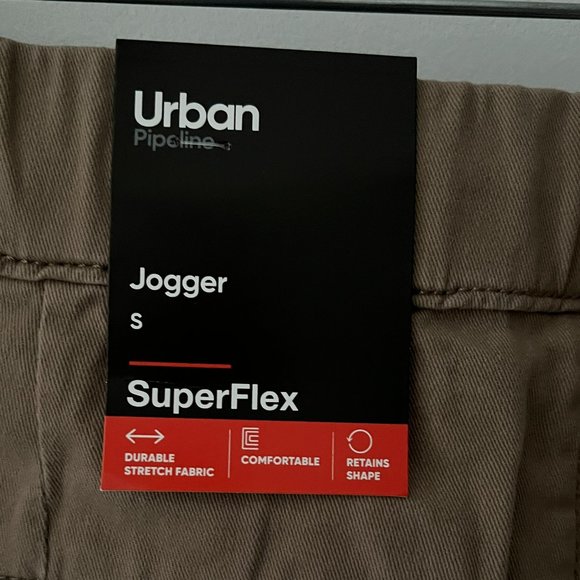 Urban
Pipeline
Jogger
S
SuperFlex
DURABLE
STRETCH FABRIC
COMFORTABLE
RETAINS
SHAPE